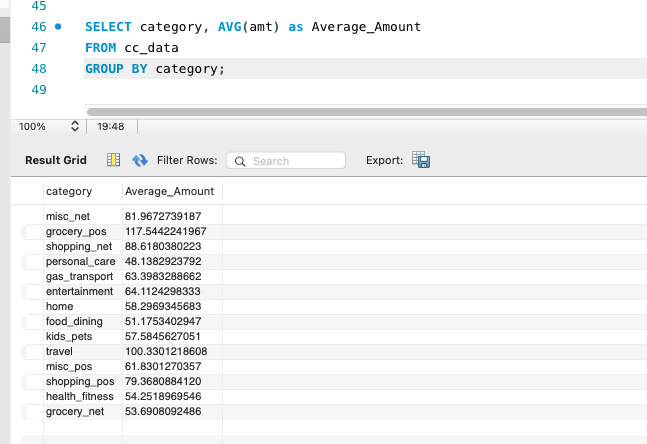 45
46 SELECT category, AVG(amt) as Average_Amount
47 FROM cc_data
48 GROUP BY category;
49
100% 19:48
Result Grid Filter Rows: Search Export:
category Average_Amount
misc_net 81.9672739187
grocery_pos 117.5442241967
shopping_net 88.6180380223
personal_care 48.1382923792
gas_transport 63.3983288662
entertainment 64.1124298333
home 58.2969345683
food_dining 51.1753402947
kids_pets 57.5845627051
travel 100.3301218608
misc_pos 61.8301270357
shopping_pos 79.3680884120
health_fitness 54.2518969546
grocery_net 53.6908092486